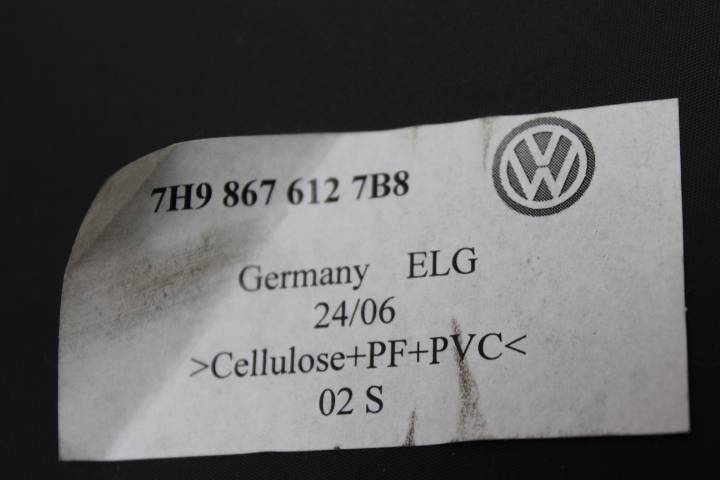 7H9 867 612 7B8
Germany ELG
24/06
>Cellulose+PF+PVC<
02 S